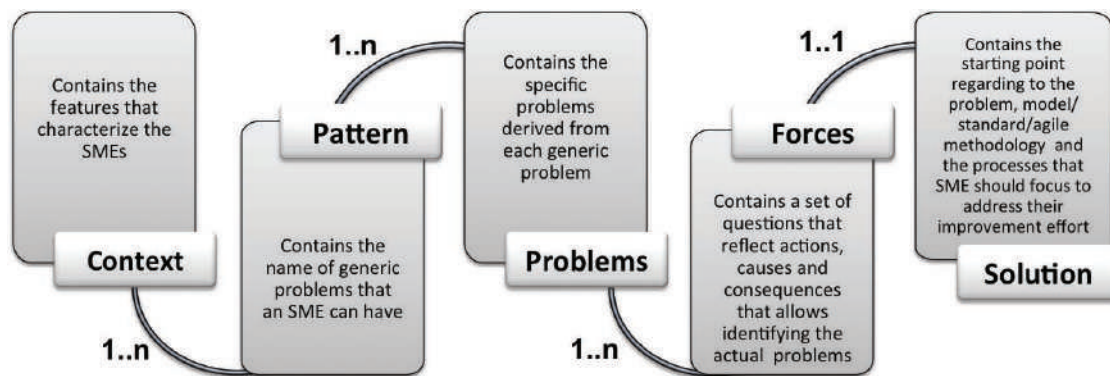 Contains the
features that
characterize the
SMEs
Context
1..n
Pattern
Contains the
name of generic
problems that
an SME can have
1..n
Contains the
specific
problems
derived from
each generic
problem
Problems
1..n
Forces
Contains a set of
questions that
reflect actions,
causes and
consequences
that allows
identifying the
actual problems
1..1
Contains the
starting point
regarding to the
problem, model/
standard/agile
methodology and
the processes that
SME should focus to
address their
improvement effort
Solution